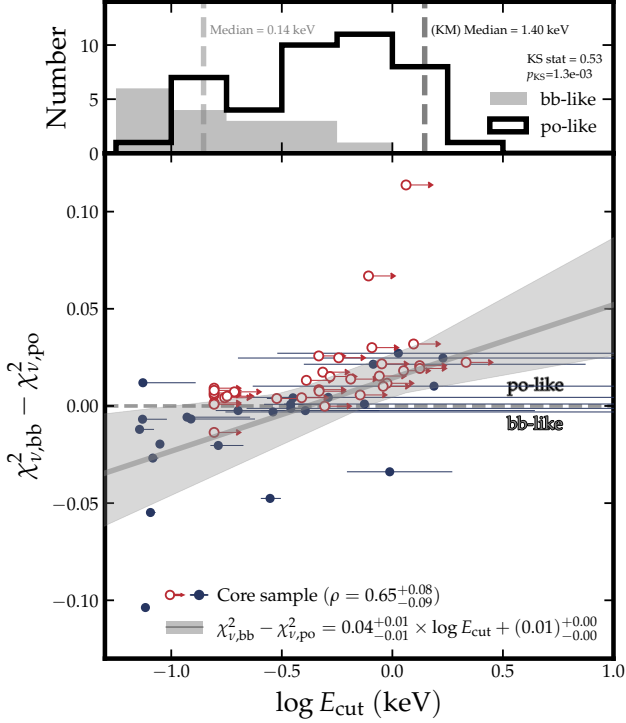 Median = 0.14 keV
(KM) Median = 1.40 keV
KS stat = 0.53
p_KS=1.3e-03
bb-like
po-like
Number
10
5
0
0.10
0.05
0.00
−0.05
−0.10
χ²_ν,bb − χ²_ν,po
po-like
bb-like
Core sample (ρ = 0.65^{+0.08}_{−0.09})
χ²_ν,bb − χ²_ν,po = 0.04^{+0.01}_{−0.01} × log E_cut + (0.01)^{+0.00}_{−0.00}
−1.0 −0.5 0.0 0.5 1.0
log E_cut (keV)